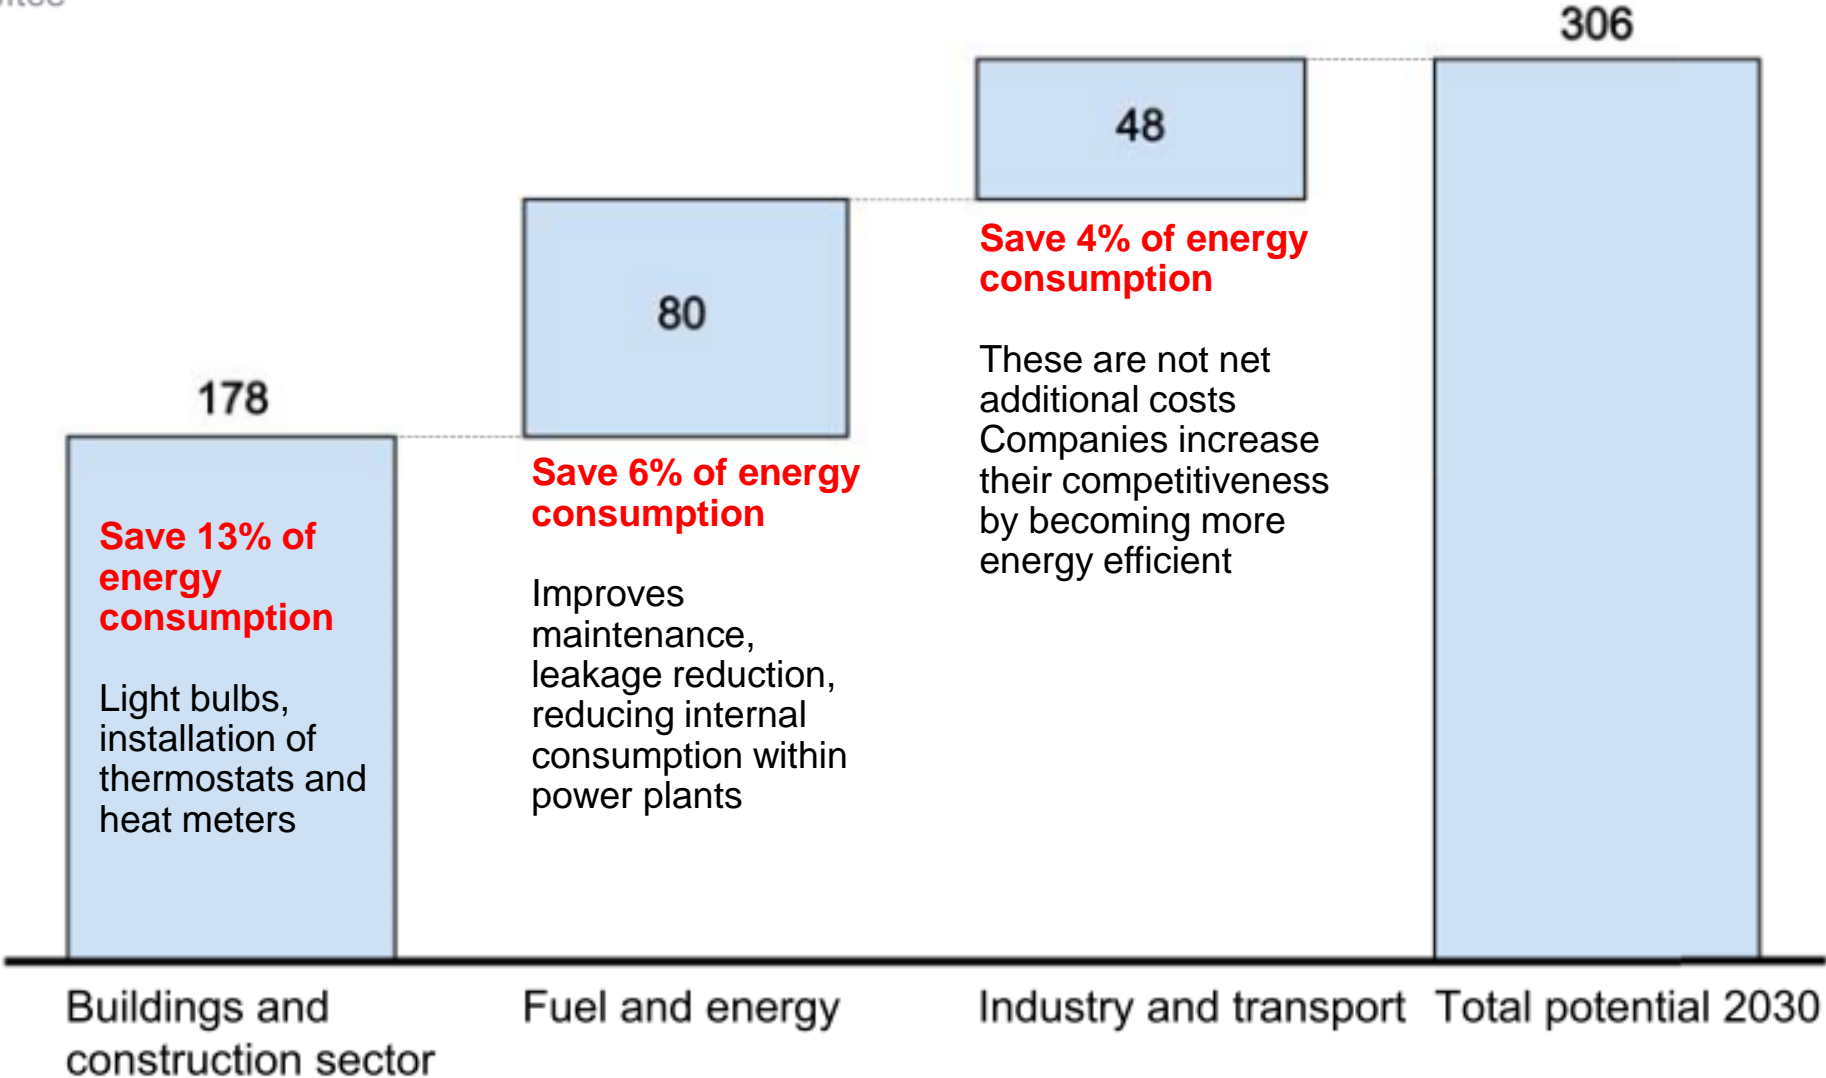 306
48
Save 4% of energy
consumption
These are not net
additional costs
Companies increase
their competitiveness
by becoming more
energy efficient
80
Save 6% of energy
consumption
Improves
maintenance,
leakage reduction,
reducing internal
consumption within
power plants
178
Save 13% of
energy
consumption
Light bulbs,
installation of
thermostats and
heat meters
Buildings and
construction sector
Fuel and energy
Industry and transport
Total potential 2030